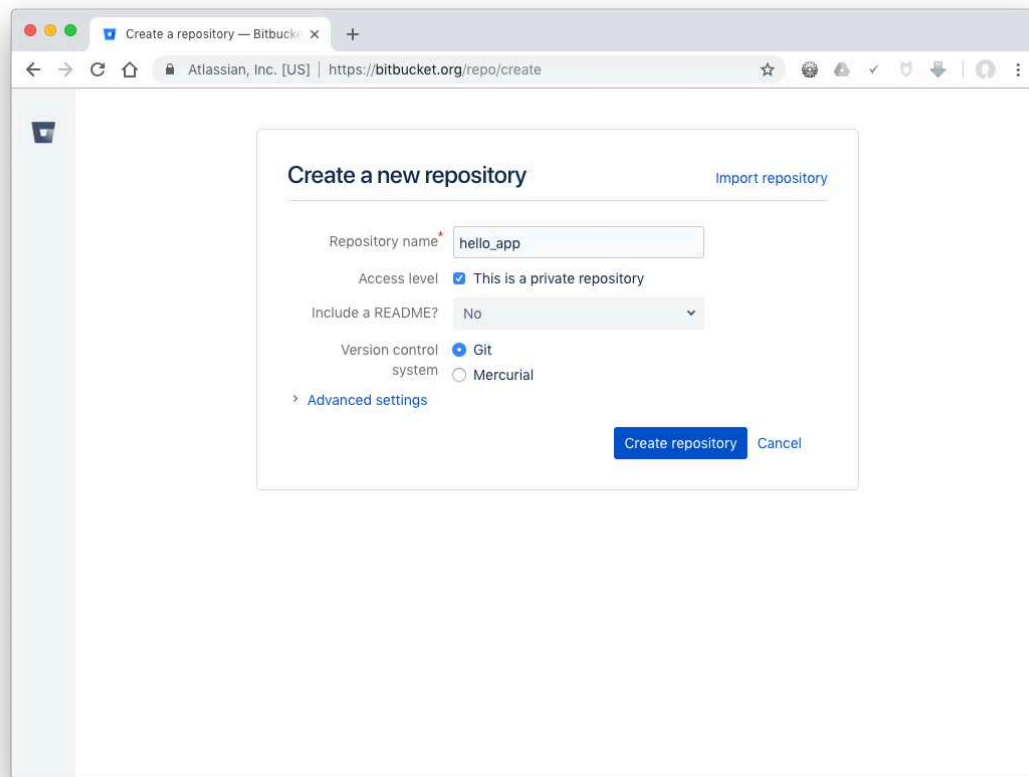 Create a repository — Bitbucke
Atlassian, Inc. [US] | https://bitbucket.org/repo/create
Create a new repository
Import repository
Repository name*
hello_app
Access level
This is a private repository
Include a README?
No
Version control
system
Git
Mercurial
Advanced settings
Create repository
Cancel